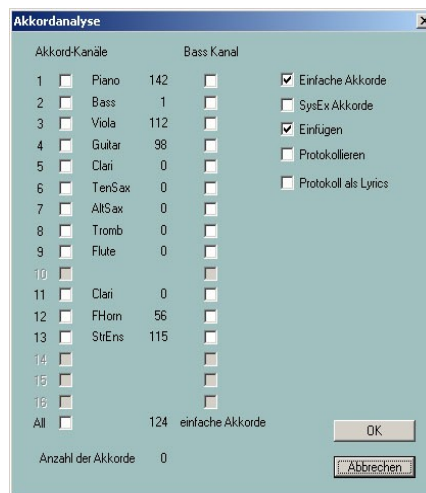 Akkordanalyse
Akkord-Kanäle Bass Kanal
1 Piano 142 Einfache Akkorde
2 Bass 1 SysEx Akkorde
3 Viola 112 Einfügen
4 Guitar 98 Protokollieren
5 Clari 0 Protokoll als Lyrics
6 TenSax 0
7 AltSax 0
8 Tromb 0
9 Flute 0
10
11 Clari 0
12 FHorn 56
13 StrEns 115
14
15
16
All 124 einfache Akkorde
OK
Anzahl der Akkorde 0
Abbrechen